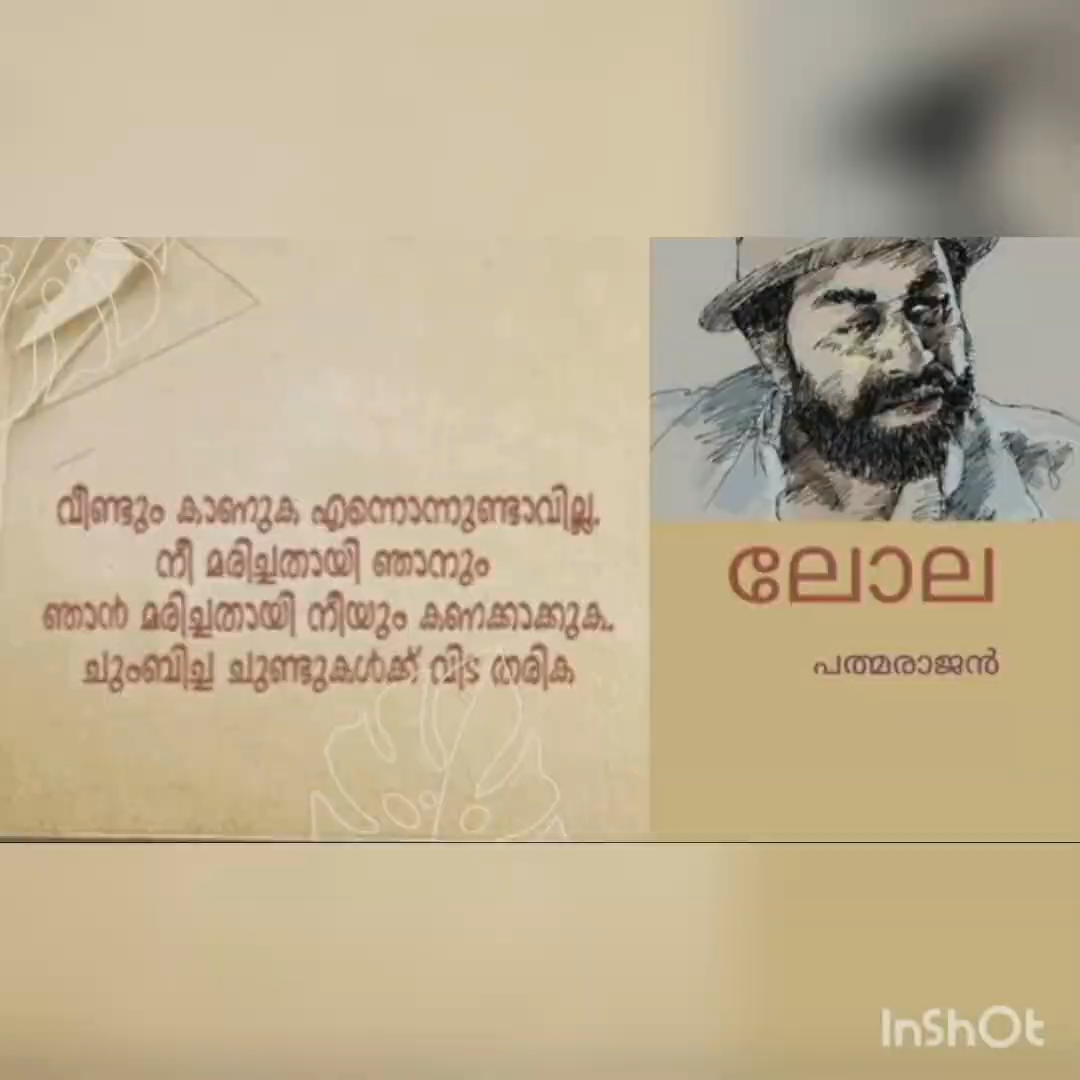 വീണ്ടും കാണുക എന്നൊന്നുണ്ടാവില്ല.
നീ മരിച്ചതായി ഞാനും
ഞാൻ മരിച്ചതായി നീയും കണക്കാക്കുക.
ചുംബിച്ച ചുണ്ടുകൾക്ക് വിട തരിക
ലോല
പത്മരാജൻ
InShOt